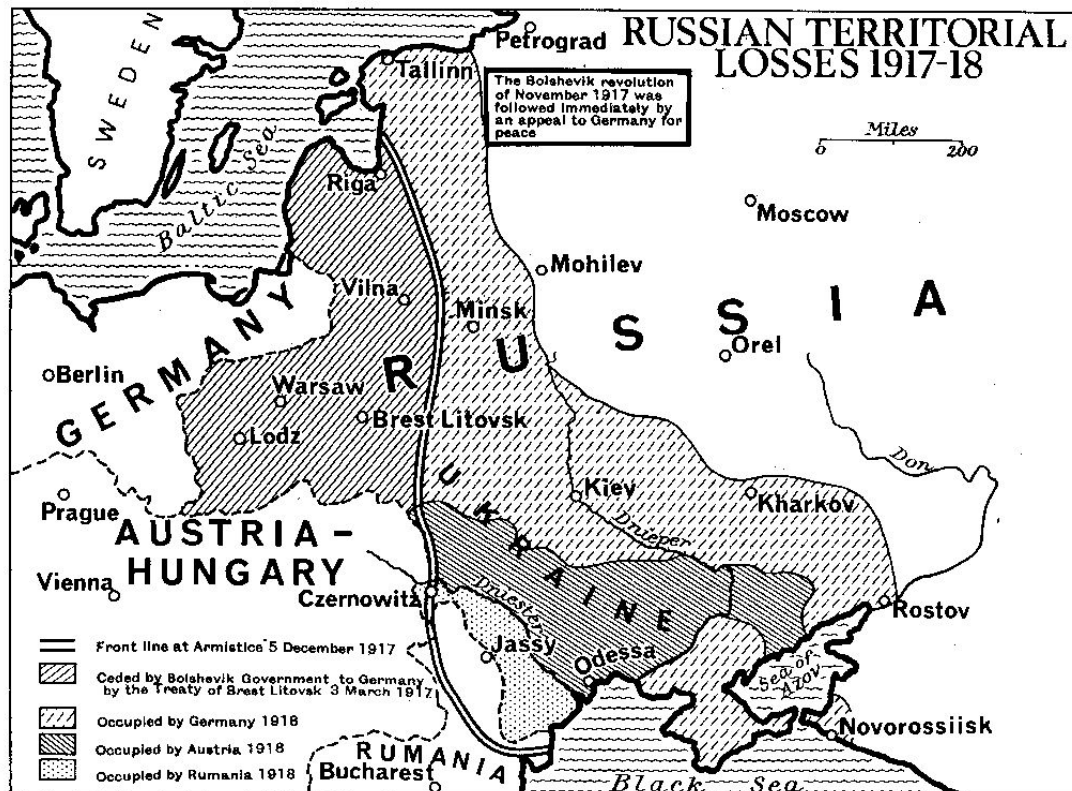 RUSSIAN TERRITORIAL
LOSSES 1917-18
The Bolshevik revolution
of November 1917 was
followed immediately by
an appeal to Germany for
peace
Miles
0 200
SWEDEN
Baltic Sea
Petrograd
Tallinn
Riga
Moscow
Mohilev
Vilna
Minsk
RUSSIA
Orel
GERMANY
Berlin
Warsaw
Brest Litovsk
Lodz
Don
UKRAINE
Kiev
Kharkov
Dnieper
Prague
AUSTRIA-
HUNGARY
Vienna
Czernowitz
Dniester
Rostov
Jassy
Odessa
Sea of
Azov
Novorossiisk
RUMANIA
Bucharest
Black Sea
Front line at Armistice 5 December 1917
Ceded by Bolshevik Government to Germany
by the Treaty of Brest Litovsk 3 March 1917
Occupied by Germany 1918
Occupied by Austria 1918
Occupied by Rumania 1918